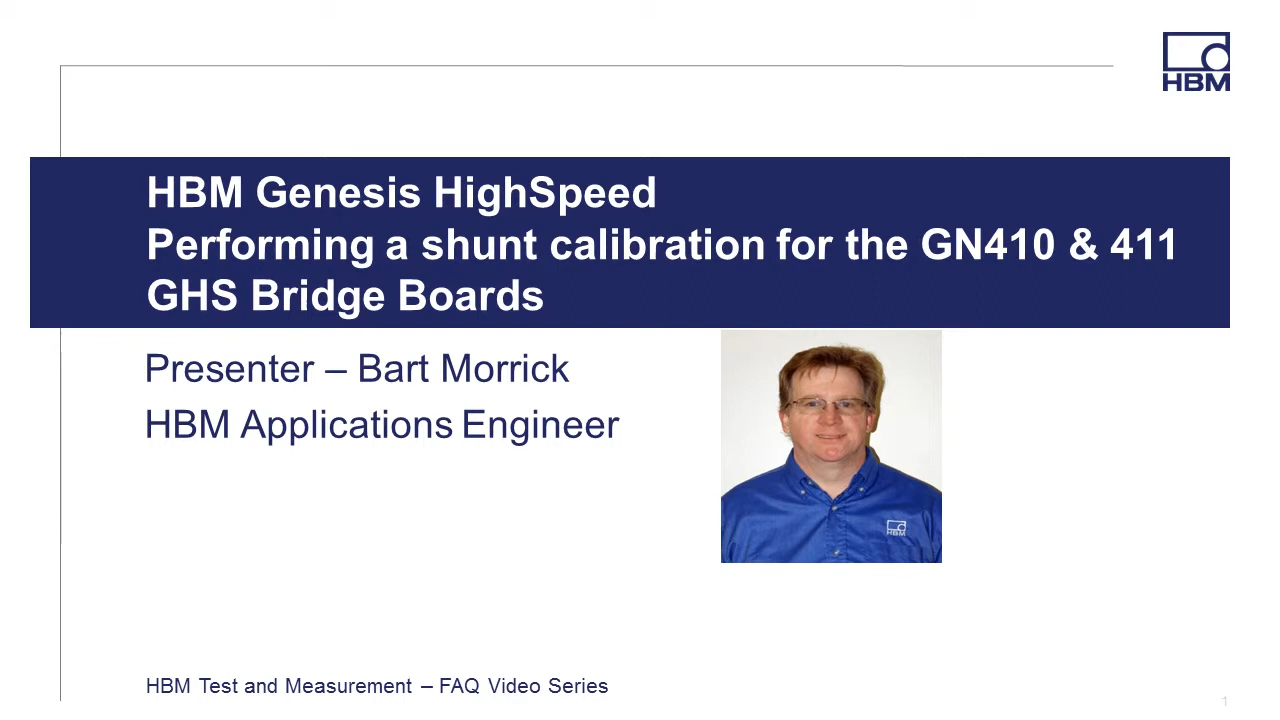 HBM
HBM Genesis HighSpeed
Performing a shunt calibration for the GN410 & 411
GHS Bridge Boards
Presenter – Bart Morrick
HBM Applications Engineer
HBM
HBM Test and Measurement – FAQ Video Series
1